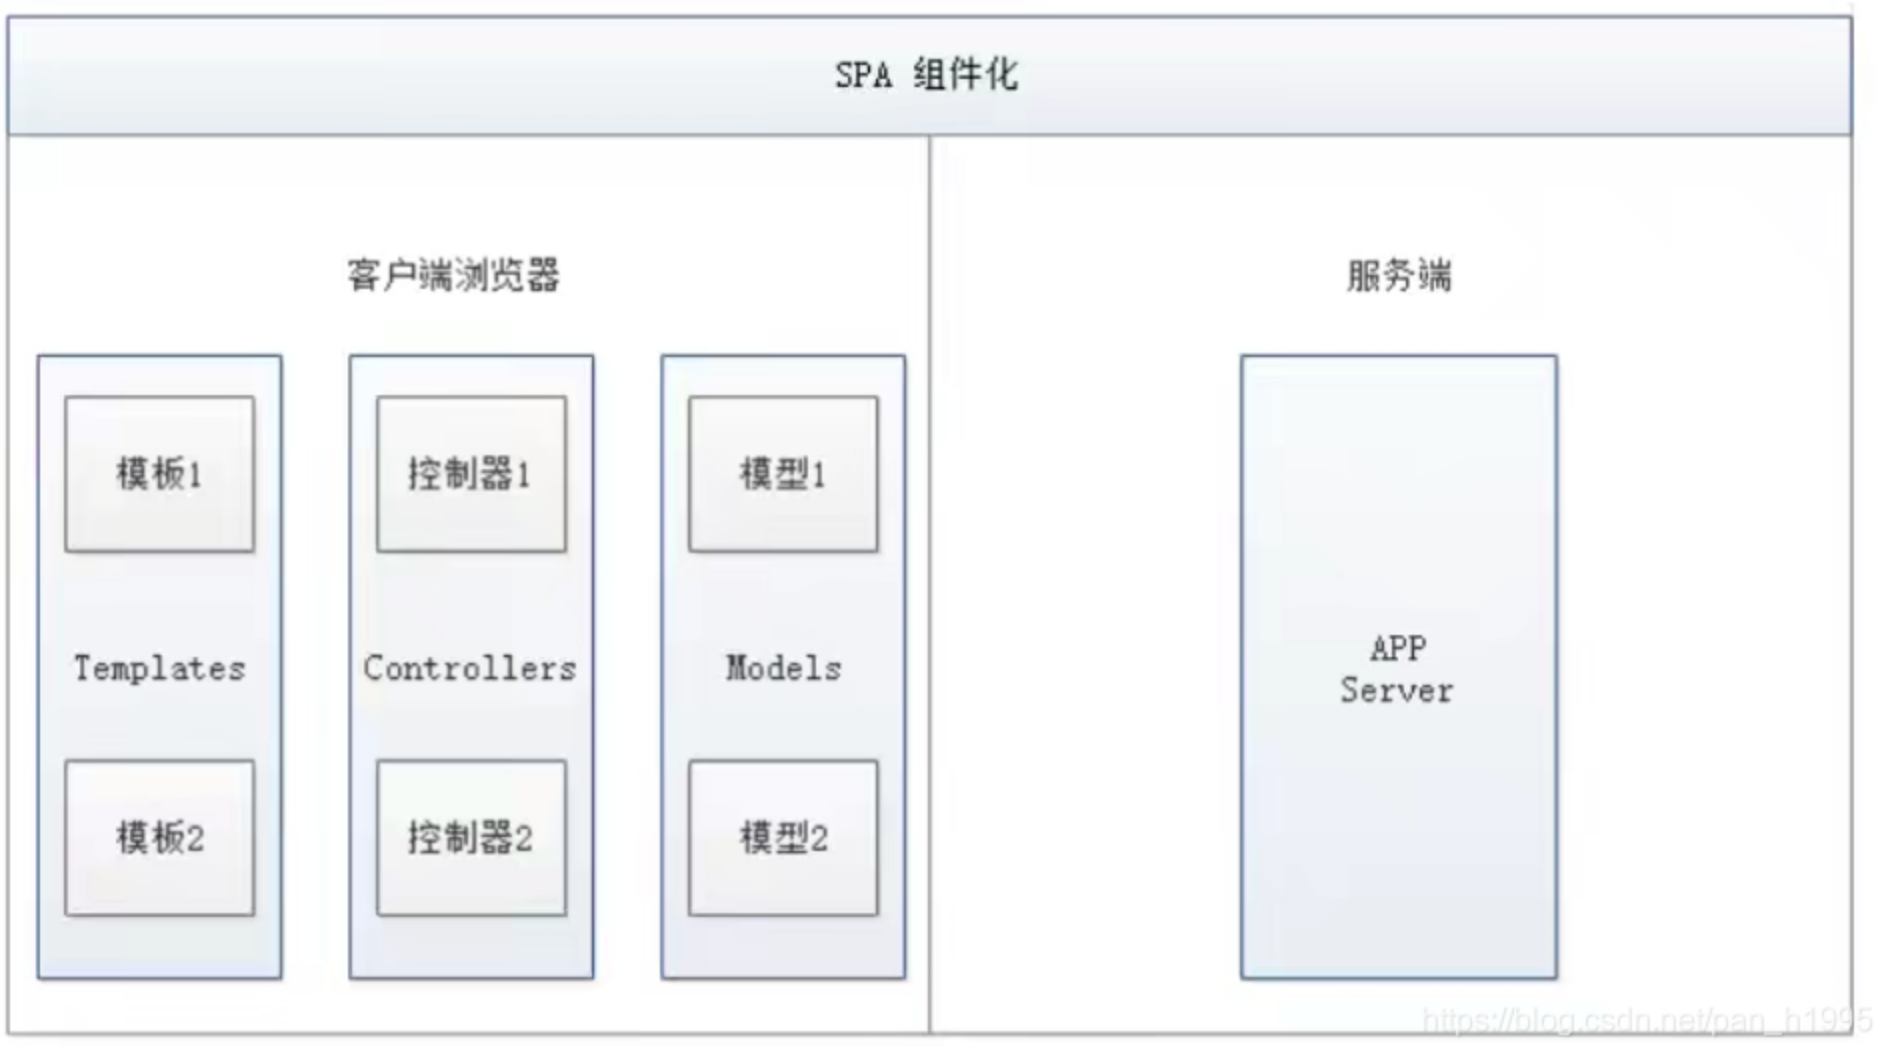 SPA 组件化
客户端浏览器
服务端
模板1
控制器1
模型1
Templates
Controllers
Models
APP
Server
模板2
控制器2
模型2
https://blog.csdn.net/pan_h1995